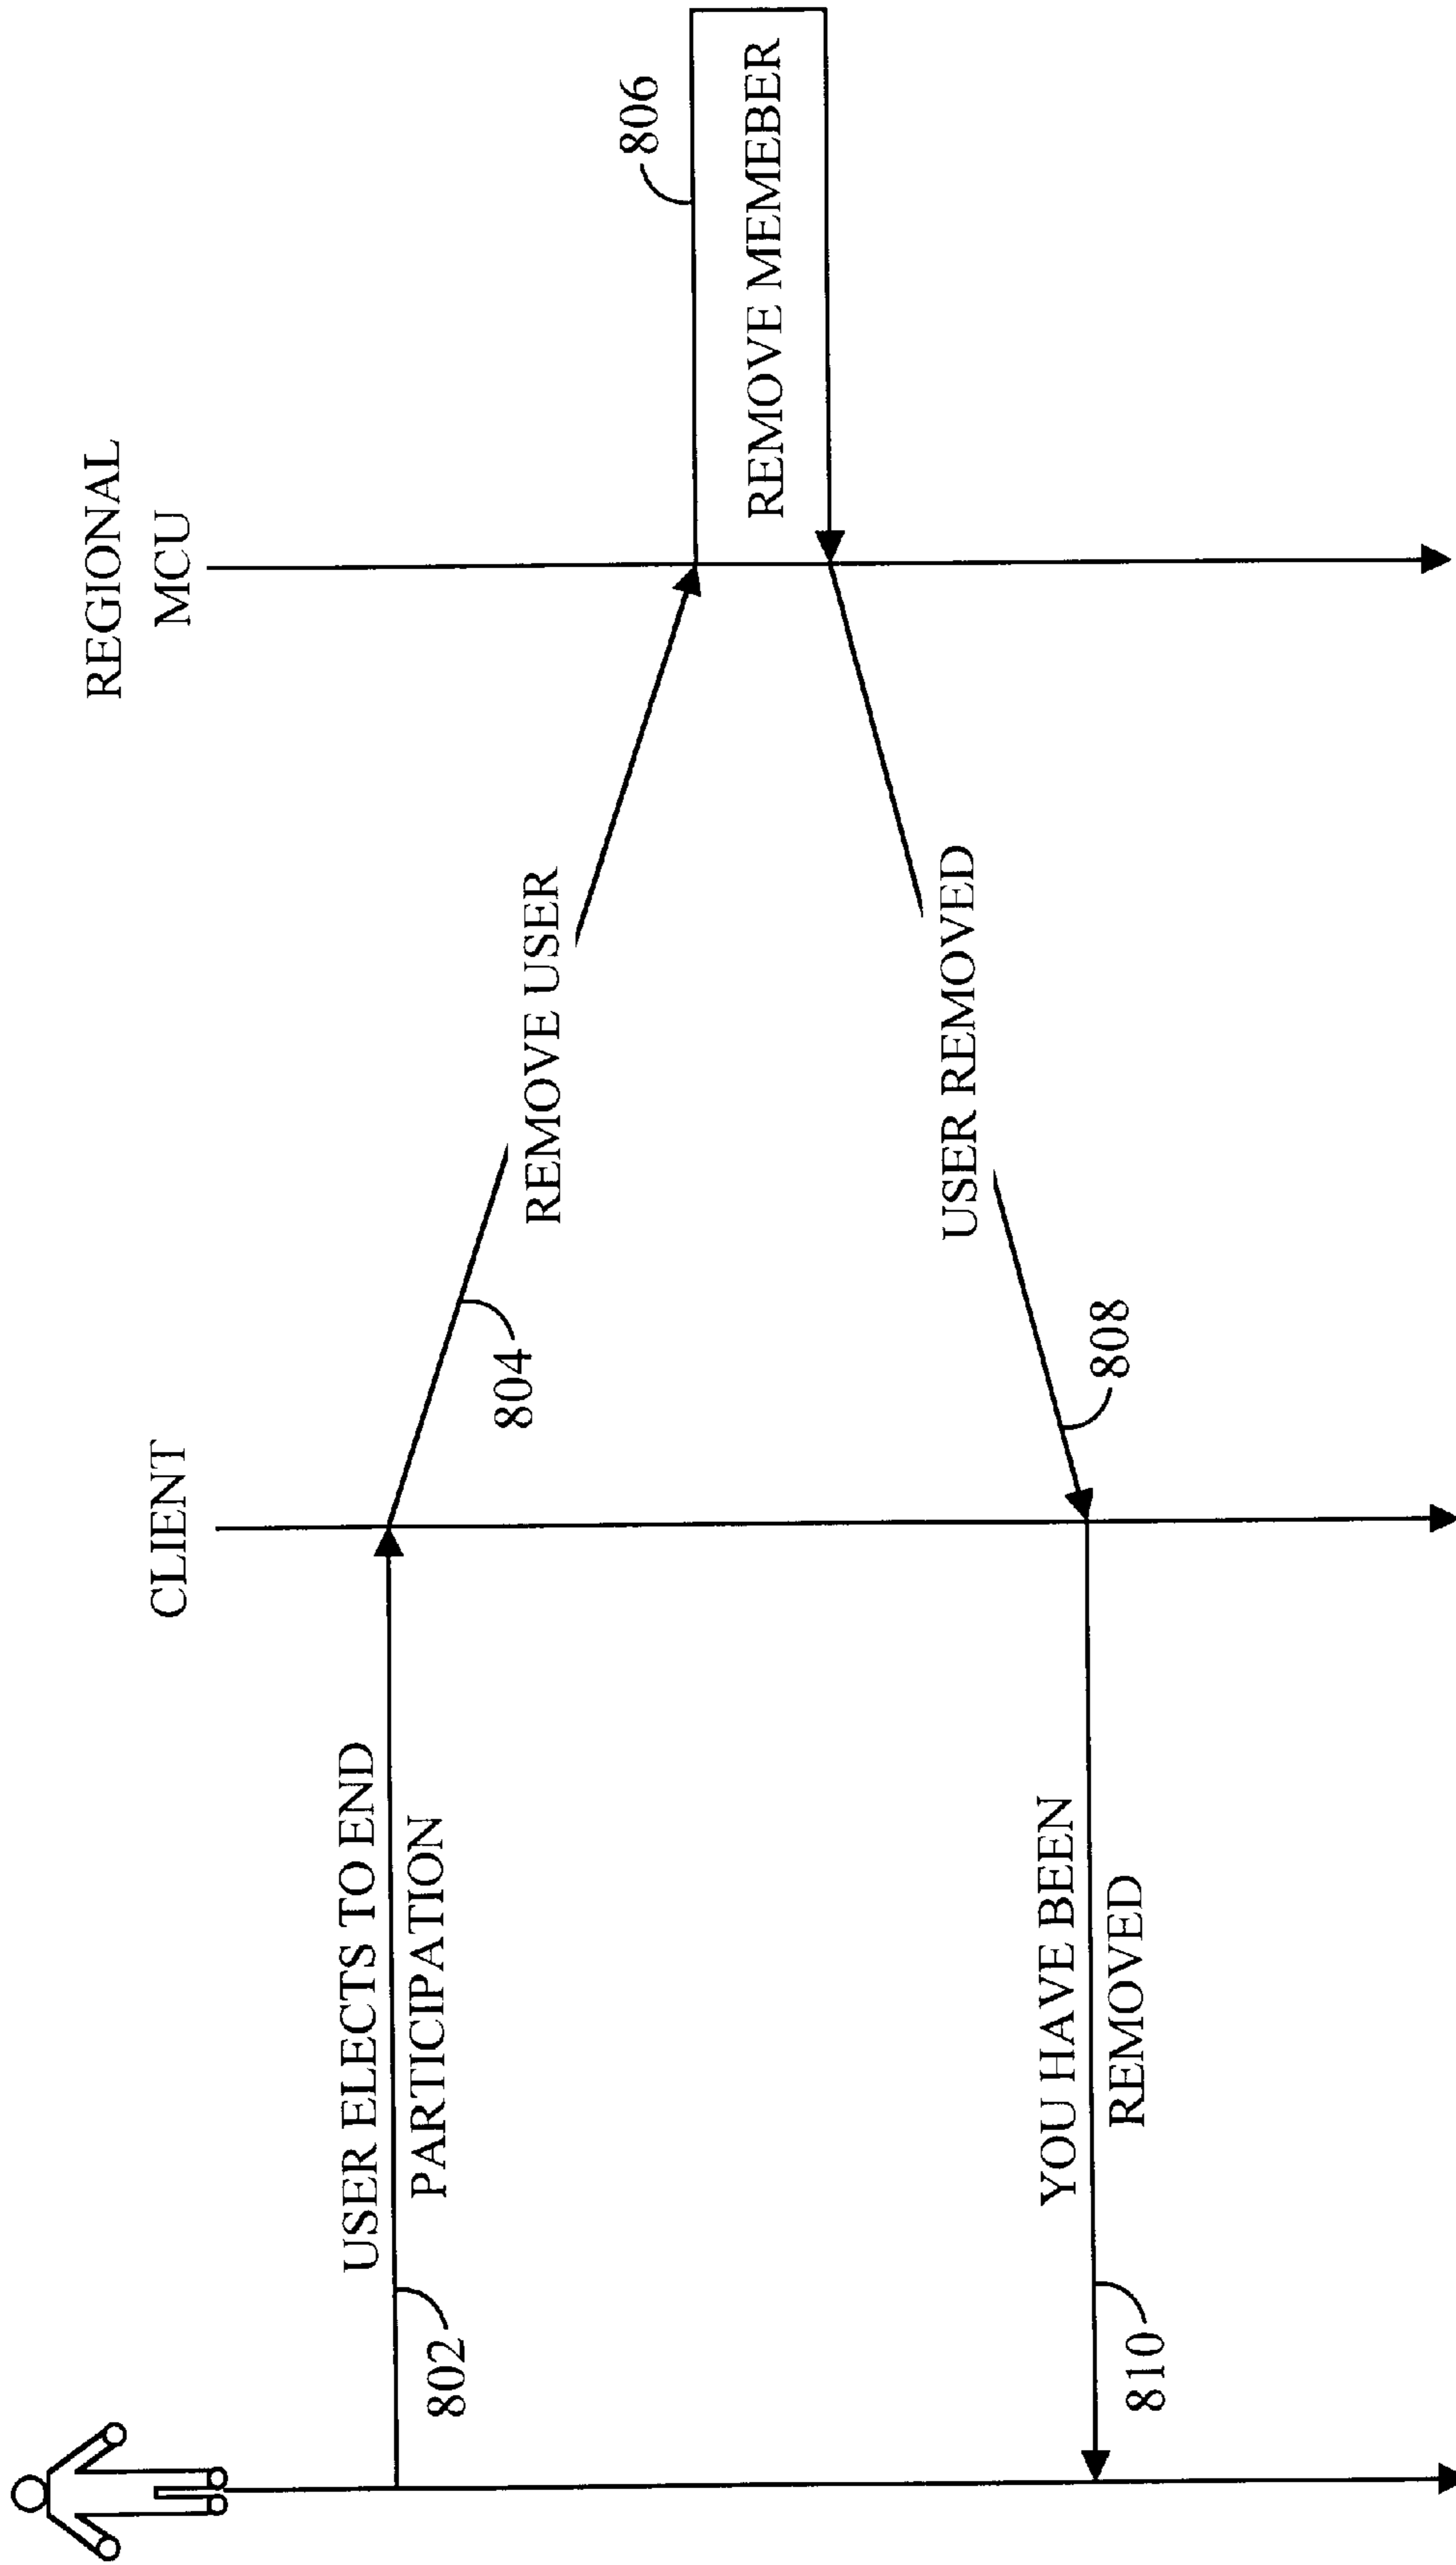 REGIONAL
MCU
CLIENT
USER ELECTS TO END
PARTICIPATION
802
804
REMOVE USER
806
REMOVE MEMEBER
USER REMOVED
808
YOU HAVE BEEN
REMOVED
810